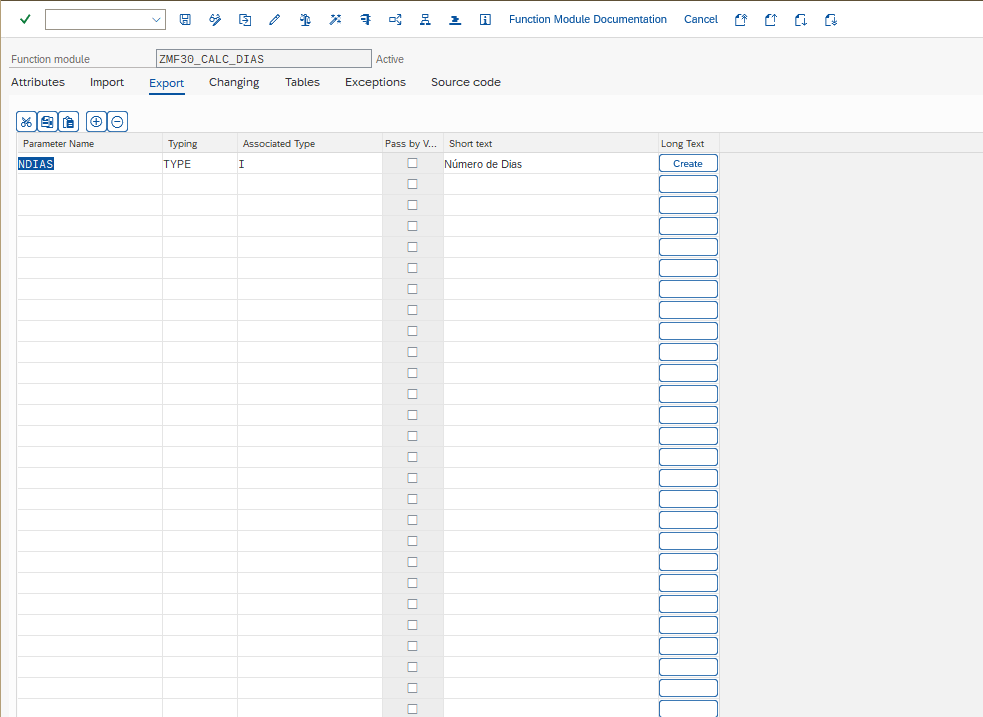 Function Module Documentation Cancel
Function module ZMF30_CALC_DIAS Active
Attributes Import Export Changing Tables Exceptions Source code
Parameter Name Typing Associated Type Pass by V... Short text Long Text
NDIAS TYPE I Número de Dias Create